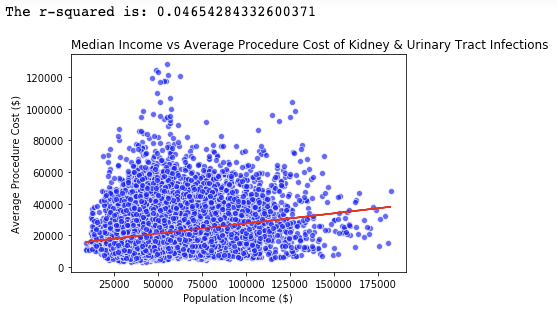 The r-squared is: 0.04654284332600371
Median Income vs Average Procedure Cost of Kidney & Urinary Tract Infections
120000
100000
80000
60000
40000
20000
0
Average Procedure Cost ($)
25000 50000 75000 100000 125000 150000 175000
Population Income ($)